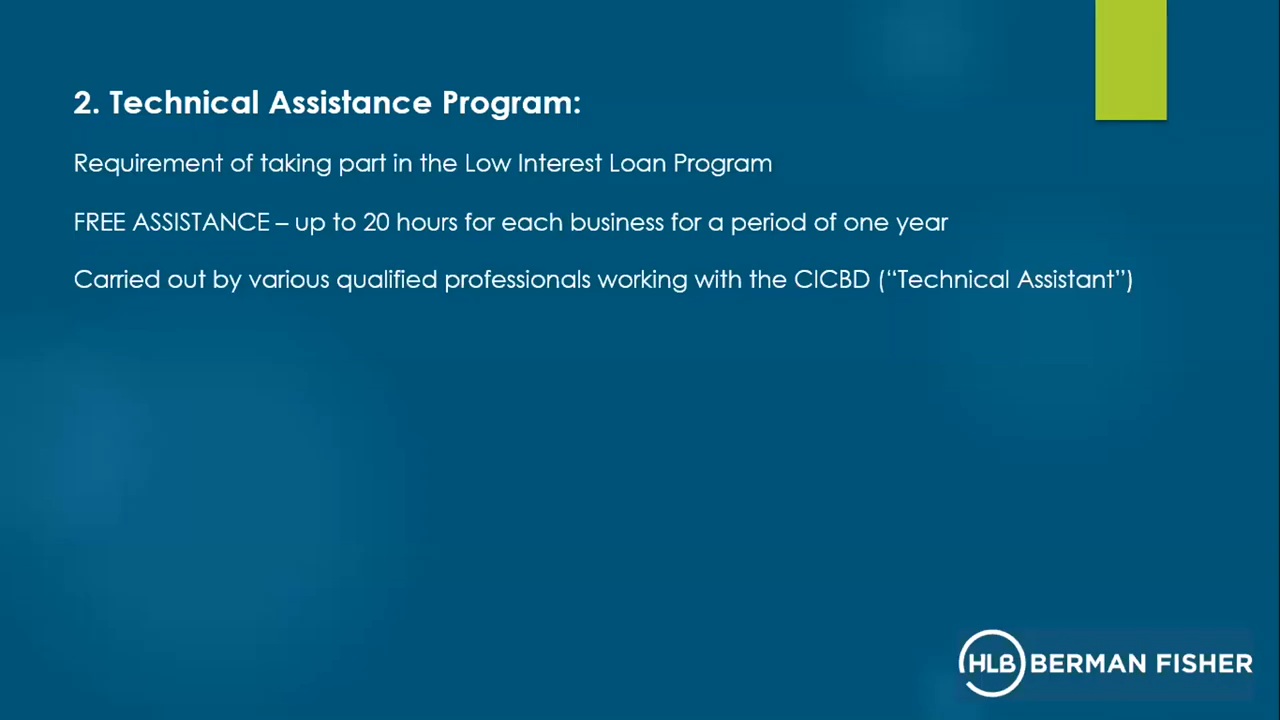 2. Technical Assistance Program:
Requirement of taking part in the Low Interest Loan Program
FREE ASSISTANCE – up to 20 hours for each business for a period of one year
Carried out by various qualified professionals working with the CICBD (“Technical Assistant”)
HLB BERMAN FISHER